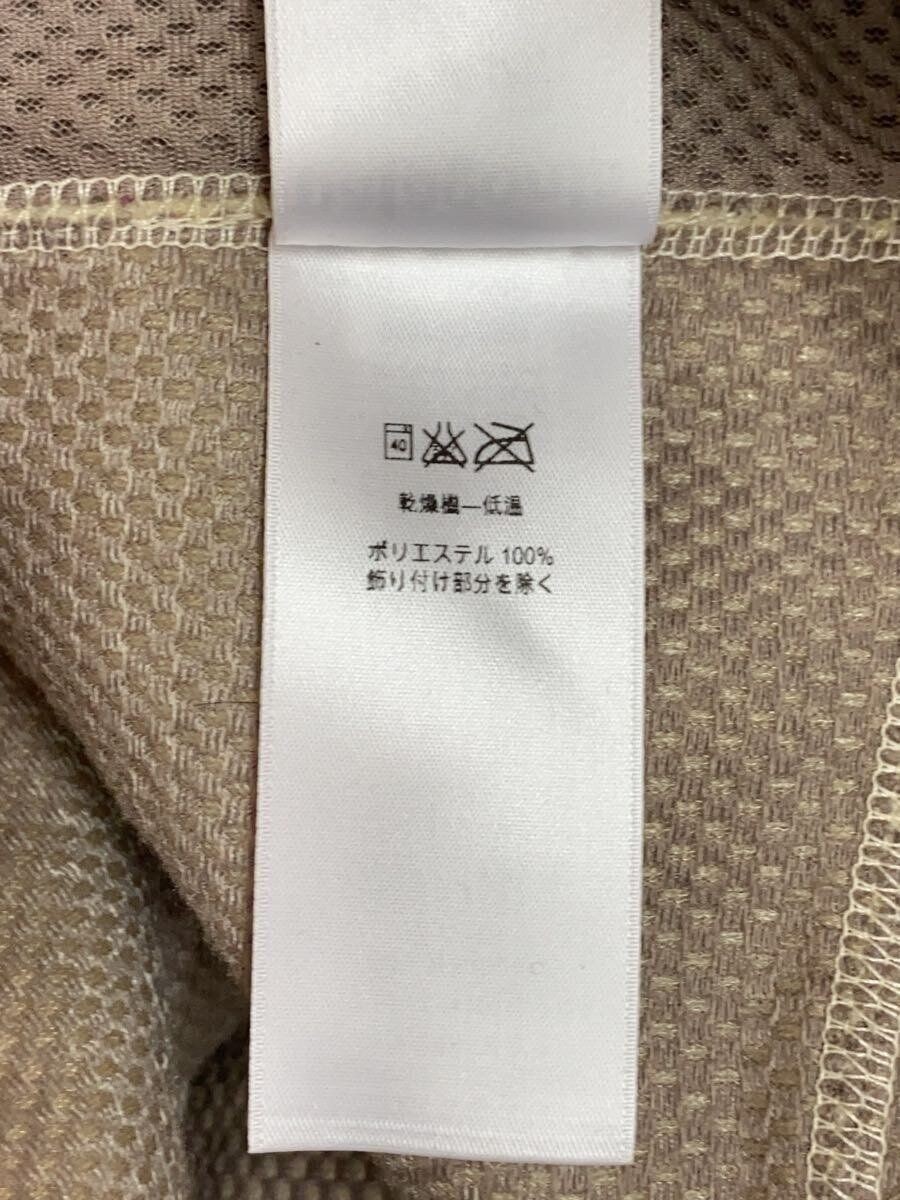 40
乾燥機—低温
ポリエステル 100%
飾り付け部分を除く